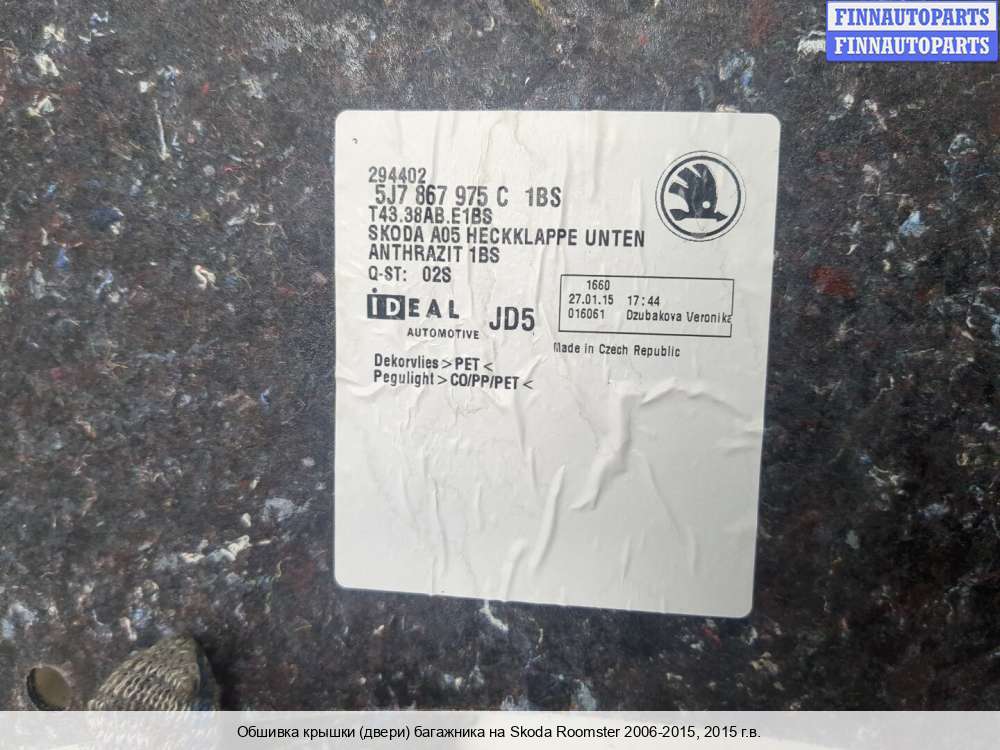 FINNAUTOPARTS
FINNAUTOPARTS
294402
5J7 867 975 C 1BS
T43.38AB.E1BS
SKODA A05 HECKKLAPPE UNTEN
ANTHRAZIT 1BS
Q-ST: 02S
IDEAL
AUTOMOTIVE
JD5
1660
27.01.15 17:44
016061 Dzubakova Veronika
Made in Czech Republic
Dekorvlies >PET<
Pegulight >CO/PP/PET<
Обшивка крышки (двери) багажника на Skoda Roomster 2006-2015, 2015 г.в.